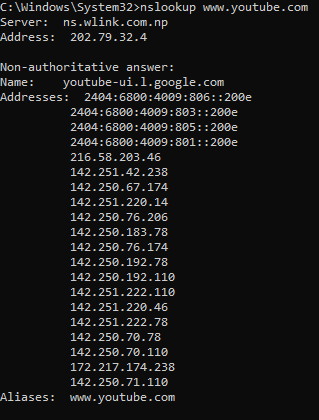 C:\Windows\System32>nslookup www.youtube.com
Server:  ns.wlink.com.np
Address:  202.79.32.4

Non-authoritative answer:
Name:    youtube-ui.l.google.com
Addresses:  2404:6800:4009:806::200e
          2404:6800:4009:803::200e
          2404:6800:4009:805::200e
          2404:6800:4009:801::200e
          216.58.203.46
          142.251.42.238
          142.250.67.174
          142.251.220.14
          142.250.76.206
          142.250.183.78
          142.250.76.174
          142.250.192.78
          142.250.192.110
          142.251.222.110
          142.251.220.46
          142.251.222.78
          142.250.70.78
          142.250.70.110
          172.217.174.238
          142.250.71.110
Aliases:  www.youtube.com